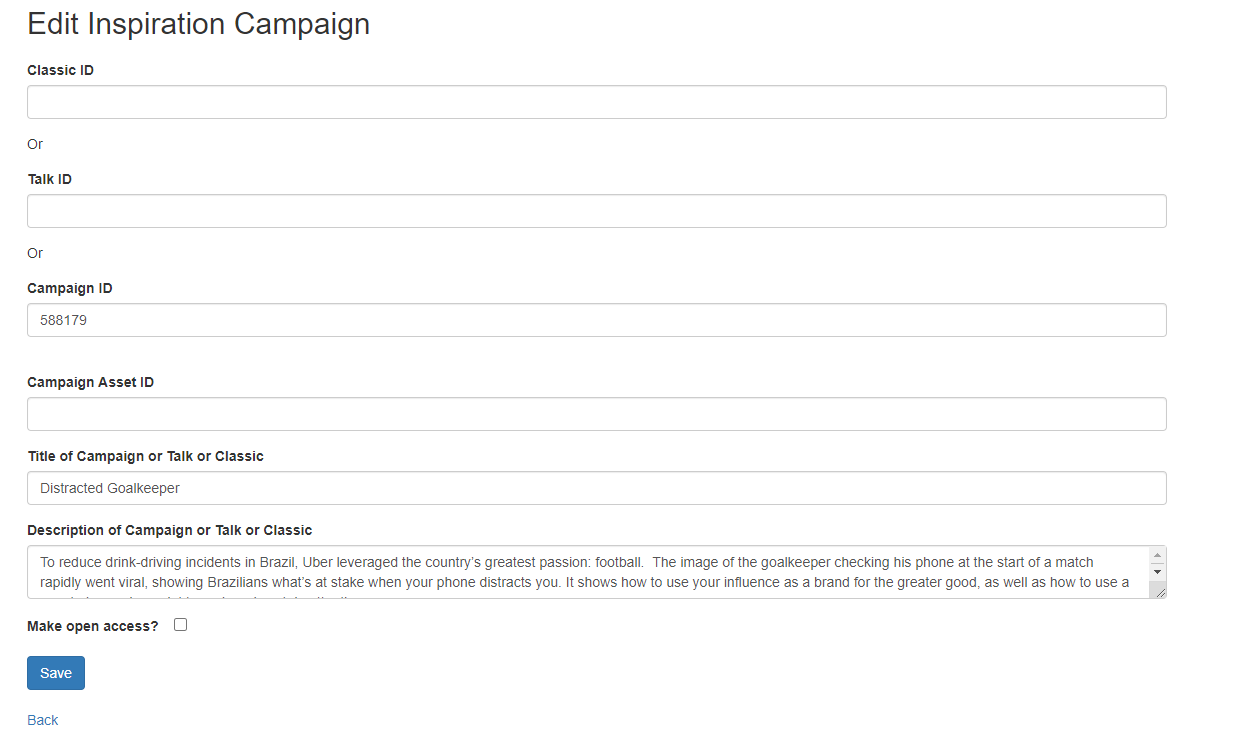 Edit Inspiration Campaign
Classic ID
Or
Talk ID
Or
Campaign ID
588179
Campaign Asset ID
Title of Campaign or Talk or Classic
Distracted Goalkeeper
Description of Campaign or Talk or Classic
To reduce drink-driving incidents in Brazil, Uber leveraged the country’s greatest passion: football.  The image of the goalkeeper checking his phone at the start of a match
rapidly went viral, showing Brazilians what’s at stake when your phone distracts you. It shows how to use your influence as a brand for the greater good, as well as how to use a
Make open access?
Save
Back